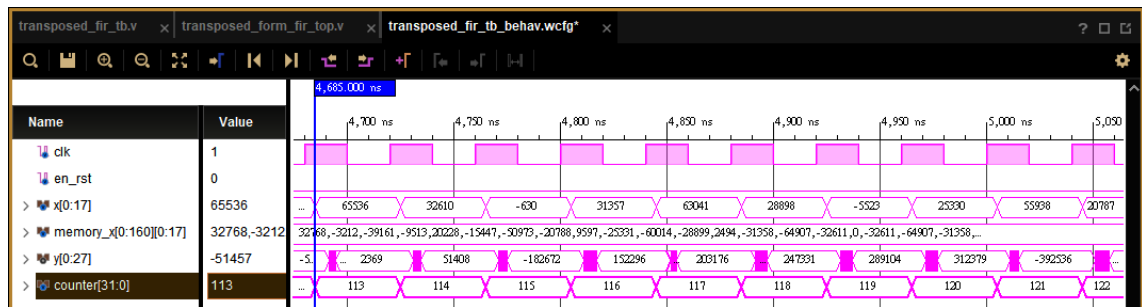 transposed_fir_tb.v × transposed_form_fir_top.v × transposed_fir_tb_behav.wcfg* ×
4,685.000 ns
Name Value 4,700 ns 4,750 ns 4,800 ns 4,850 ns 4,900 ns 4,950 ns 5,000 ns 5,050
clk 1
en_rst 0
x[0:17] 65536 ... 65536 32610 -630 31357 63041 28898 -5523 25330 55938 20787
memory_x[0:160][0:17] 32768,-3212 32768,-3212,-39161,-9513,20228,-15447,-50973,-20788,9597,-25331,-60014,-28899,2494,-31358,-64907,-32611,0,-32611,-64907,-31358,...
y[0:27] -51457 -5... ... 2369 51408 -182672 152296 203176 ... 247331 289104 312379 -392536 ...
counter[31:0] 113 ... 113 114 115 116 117 118 119 120 121 122